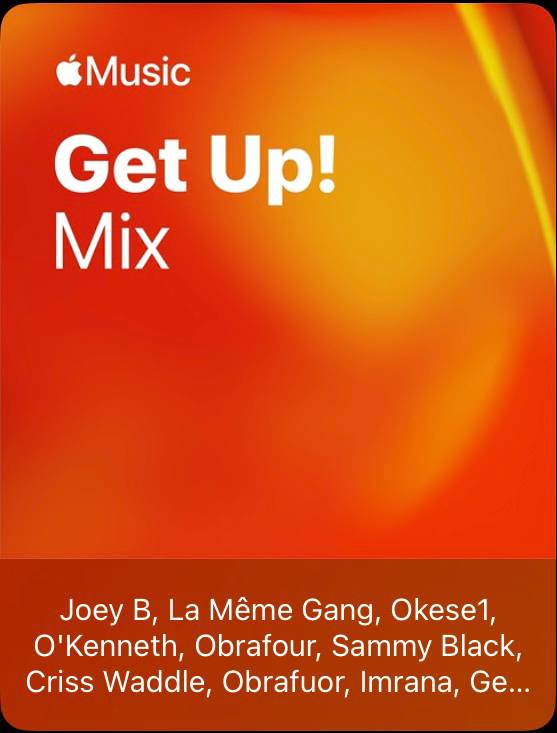 Music
Get Up!
Mix
Joey B, La Même Gang, Okese1,
O'Kenneth, Obrafour, Sammy Black,
Criss Waddle, Obrafuor, Imrana, Ge...